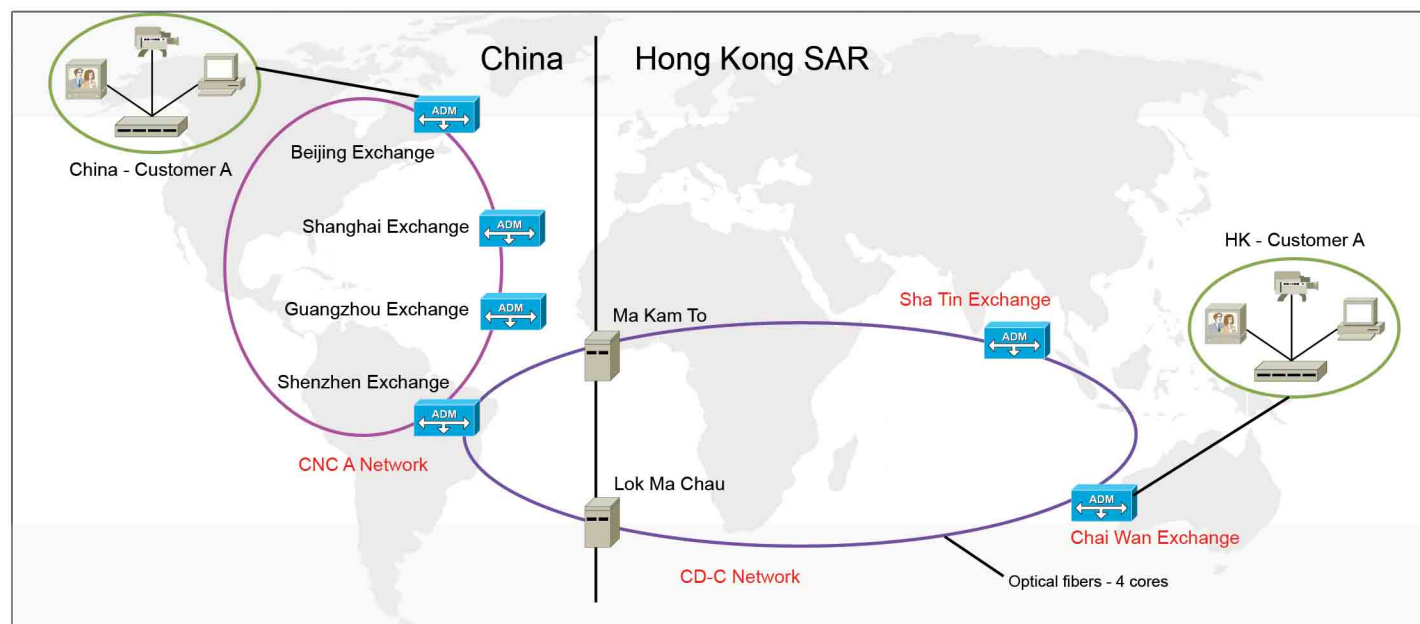 China
Hong Kong SAR
ADM
Beijing Exchange
China - Customer A
Shanghai Exchange
ADM
HK - Customer A
Guangzhou Exchange
ADM
Sha Tin Exchange
Ma Kam To
ADM
Shenzhen Exchange
ADM
CNC A Network
Lok Ma Chau
ADM
Chai Wan Exchange
CD-C Network
Optical fibers - 4 cores